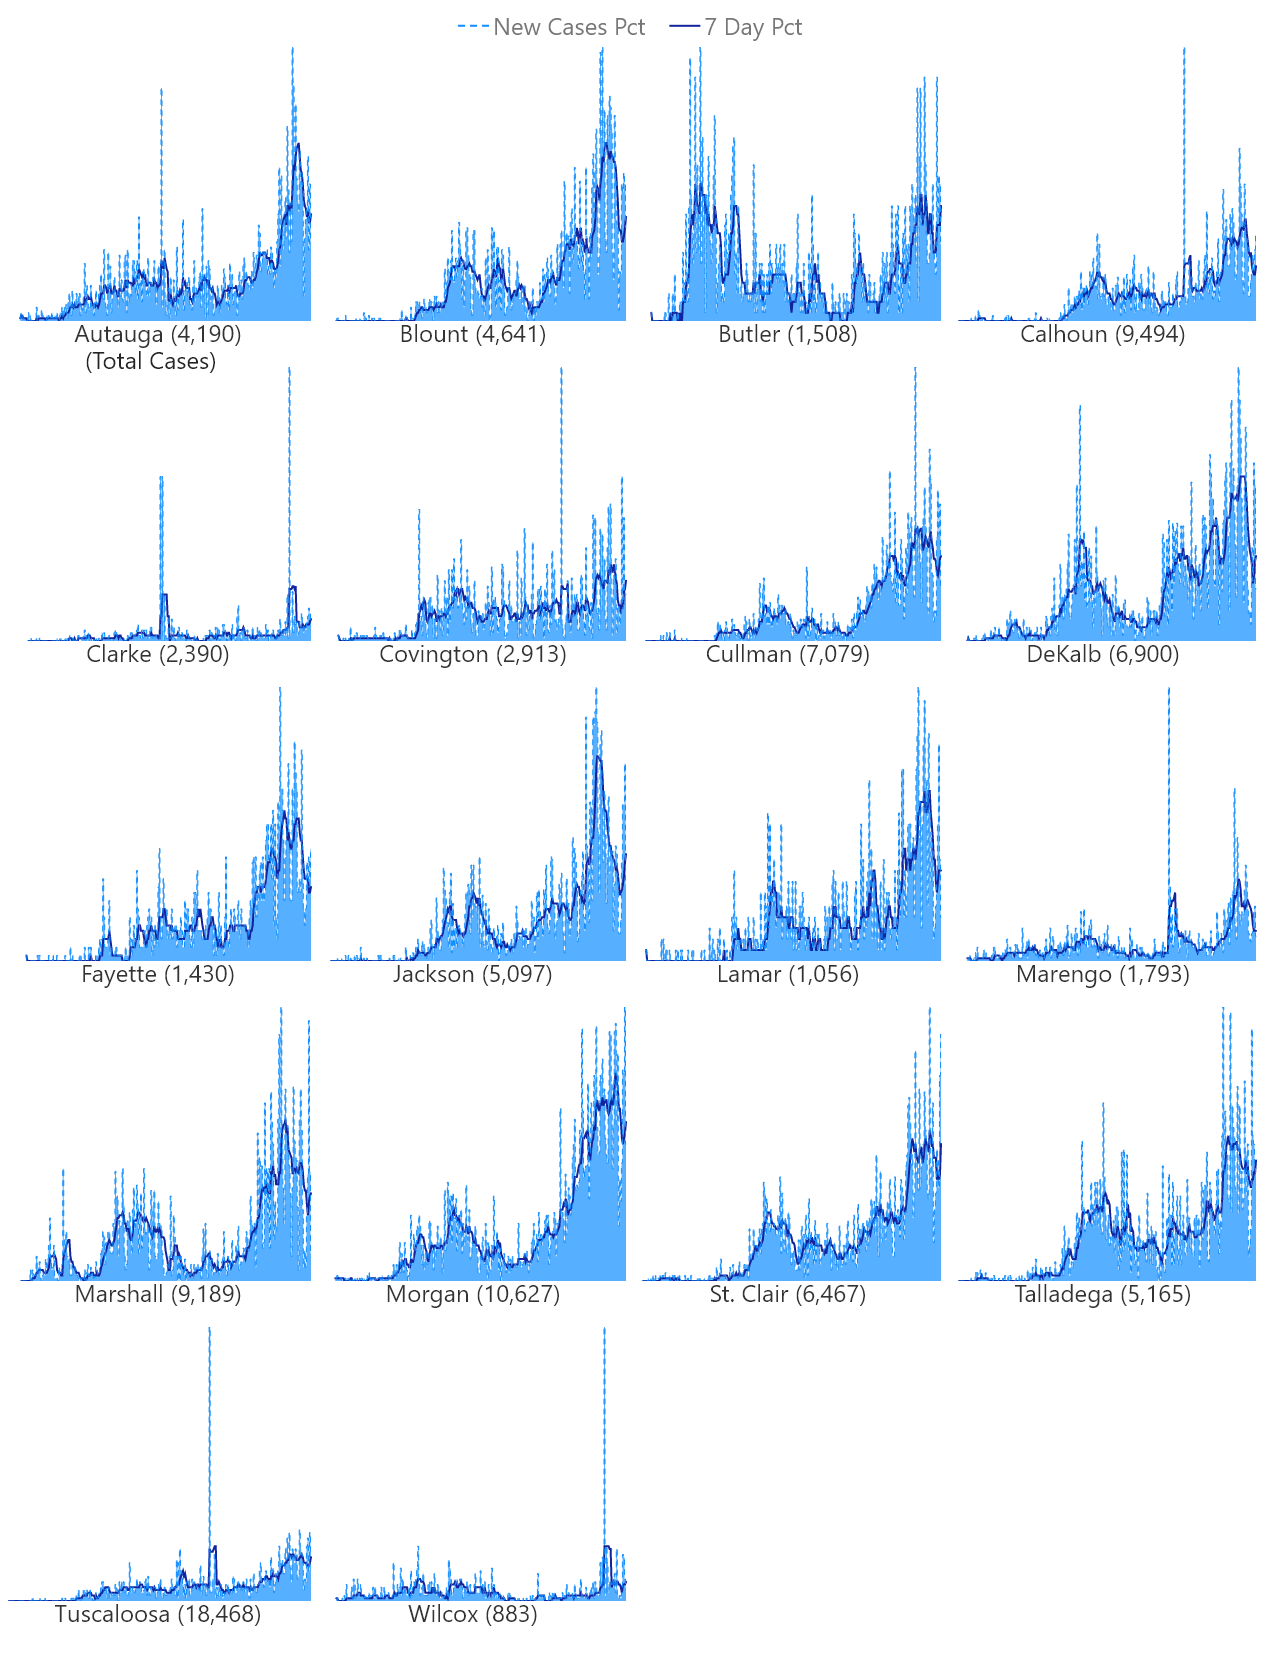 New Cases Pct 7 Day Pct
Autauga (4,190) Blount (4,641) Butler (1,508) Calhoun (9,494)
(Total Cases)
Clarke (2,390) Covington (2,913) Cullman (7,079) DeKalb (6,900)
Fayette (1,430) Jackson (5,097) Lamar (1,056) Marengo (1,793)
Marshall (9,189) Morgan (10,627) St. Clair (6,467) Talladega (5,165)
Tuscaloosa (18,468) Wilcox (883)